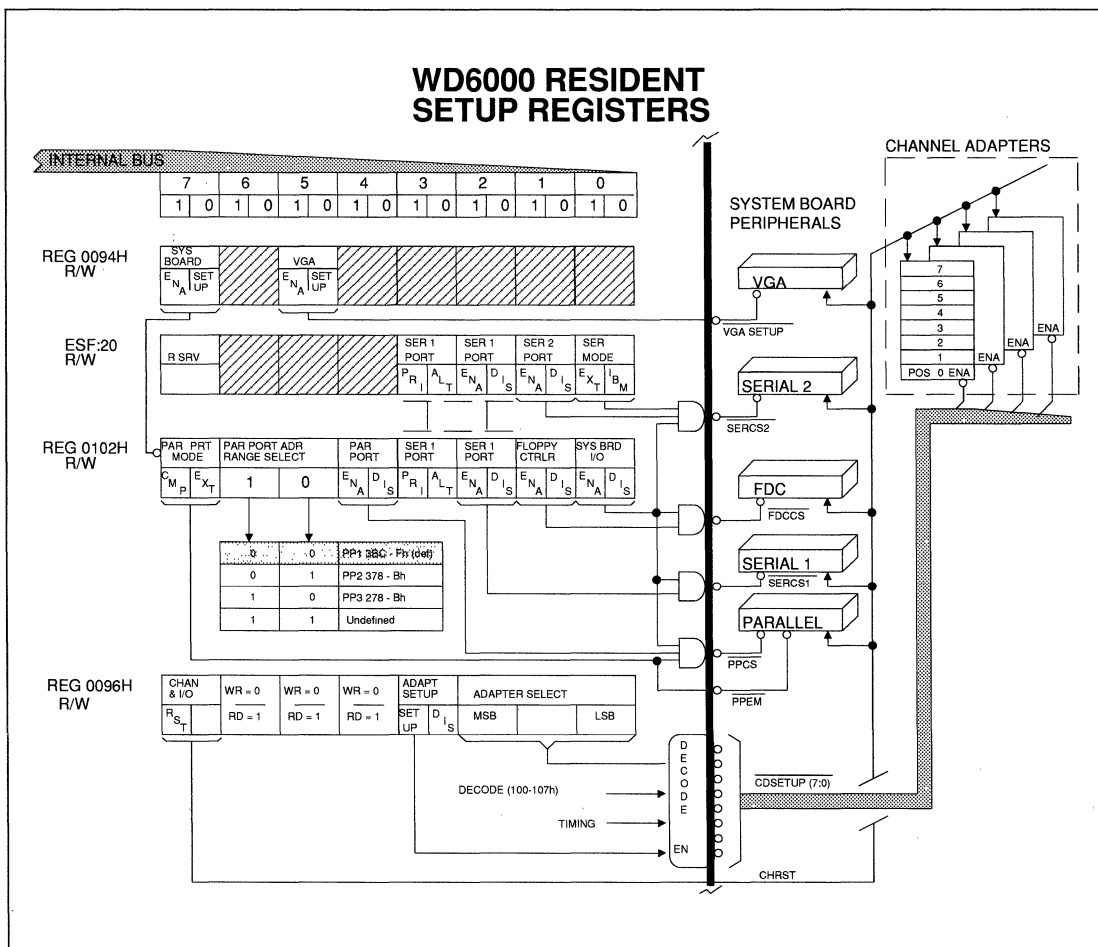 WD6000 RESIDENT
SETUP REGISTERS
INTERNAL BUS
7 6 5 4 3 2 1 0
1 0 1 0 1 0 1 0 1 0 1 0 1 0 1 0
CHANNEL ADAPTERS
SYSTEM BOARD
PERIPHERALS
REG 0094H
R/W
SYS
BOARD
ENA SET
UP
VGA
ENA SET
UP
VGA
VGA SETUP
7
6
5
4
3
2
1
POS 0 ENA
ENA
ENA
ENA
ESF:20
R/W
R SRV
SER 1
PORT
PRI ALT
SER 1
PORT
ENA DIS
SER 2
PORT
ENA DIS
SER
MODE
EXT IBM
SERIAL 2
SERCS2
REG 0102H
R/W
PAR PRT
MODE
CMP EXT
PAR PORT ADR
RANGE SELECT
1 0
PAR
PORT
ENA DIS
SER 1
PORT
PRI ALT
SER 1
PORT
ENA DIS
FLOPPY
CTRLR
ENA DIS
SYS BRD
I/O
ENA DIS
FDC
FDCCS
0 0 PP1 3BC - Fh (def)
0 1 PP2 378 - Bh
1 0 PP3 278 - Bh
1 1 Undefined
SERIAL 1
SERCS1
PARALLEL
PPCS
PPEM
REG 0096H
R/W
CHAN
& I/O
RST
WR = 0
RD = 1
WR = 0
RD = 1
WR = 0
RD = 1
ADAPT
SETUP
SET
UP DIS
ADAPTER SELECT
MSB LSB
DECODE
EN
DECODE (100-107h)
TIMING
CDSETUP (7:0)
CHRST